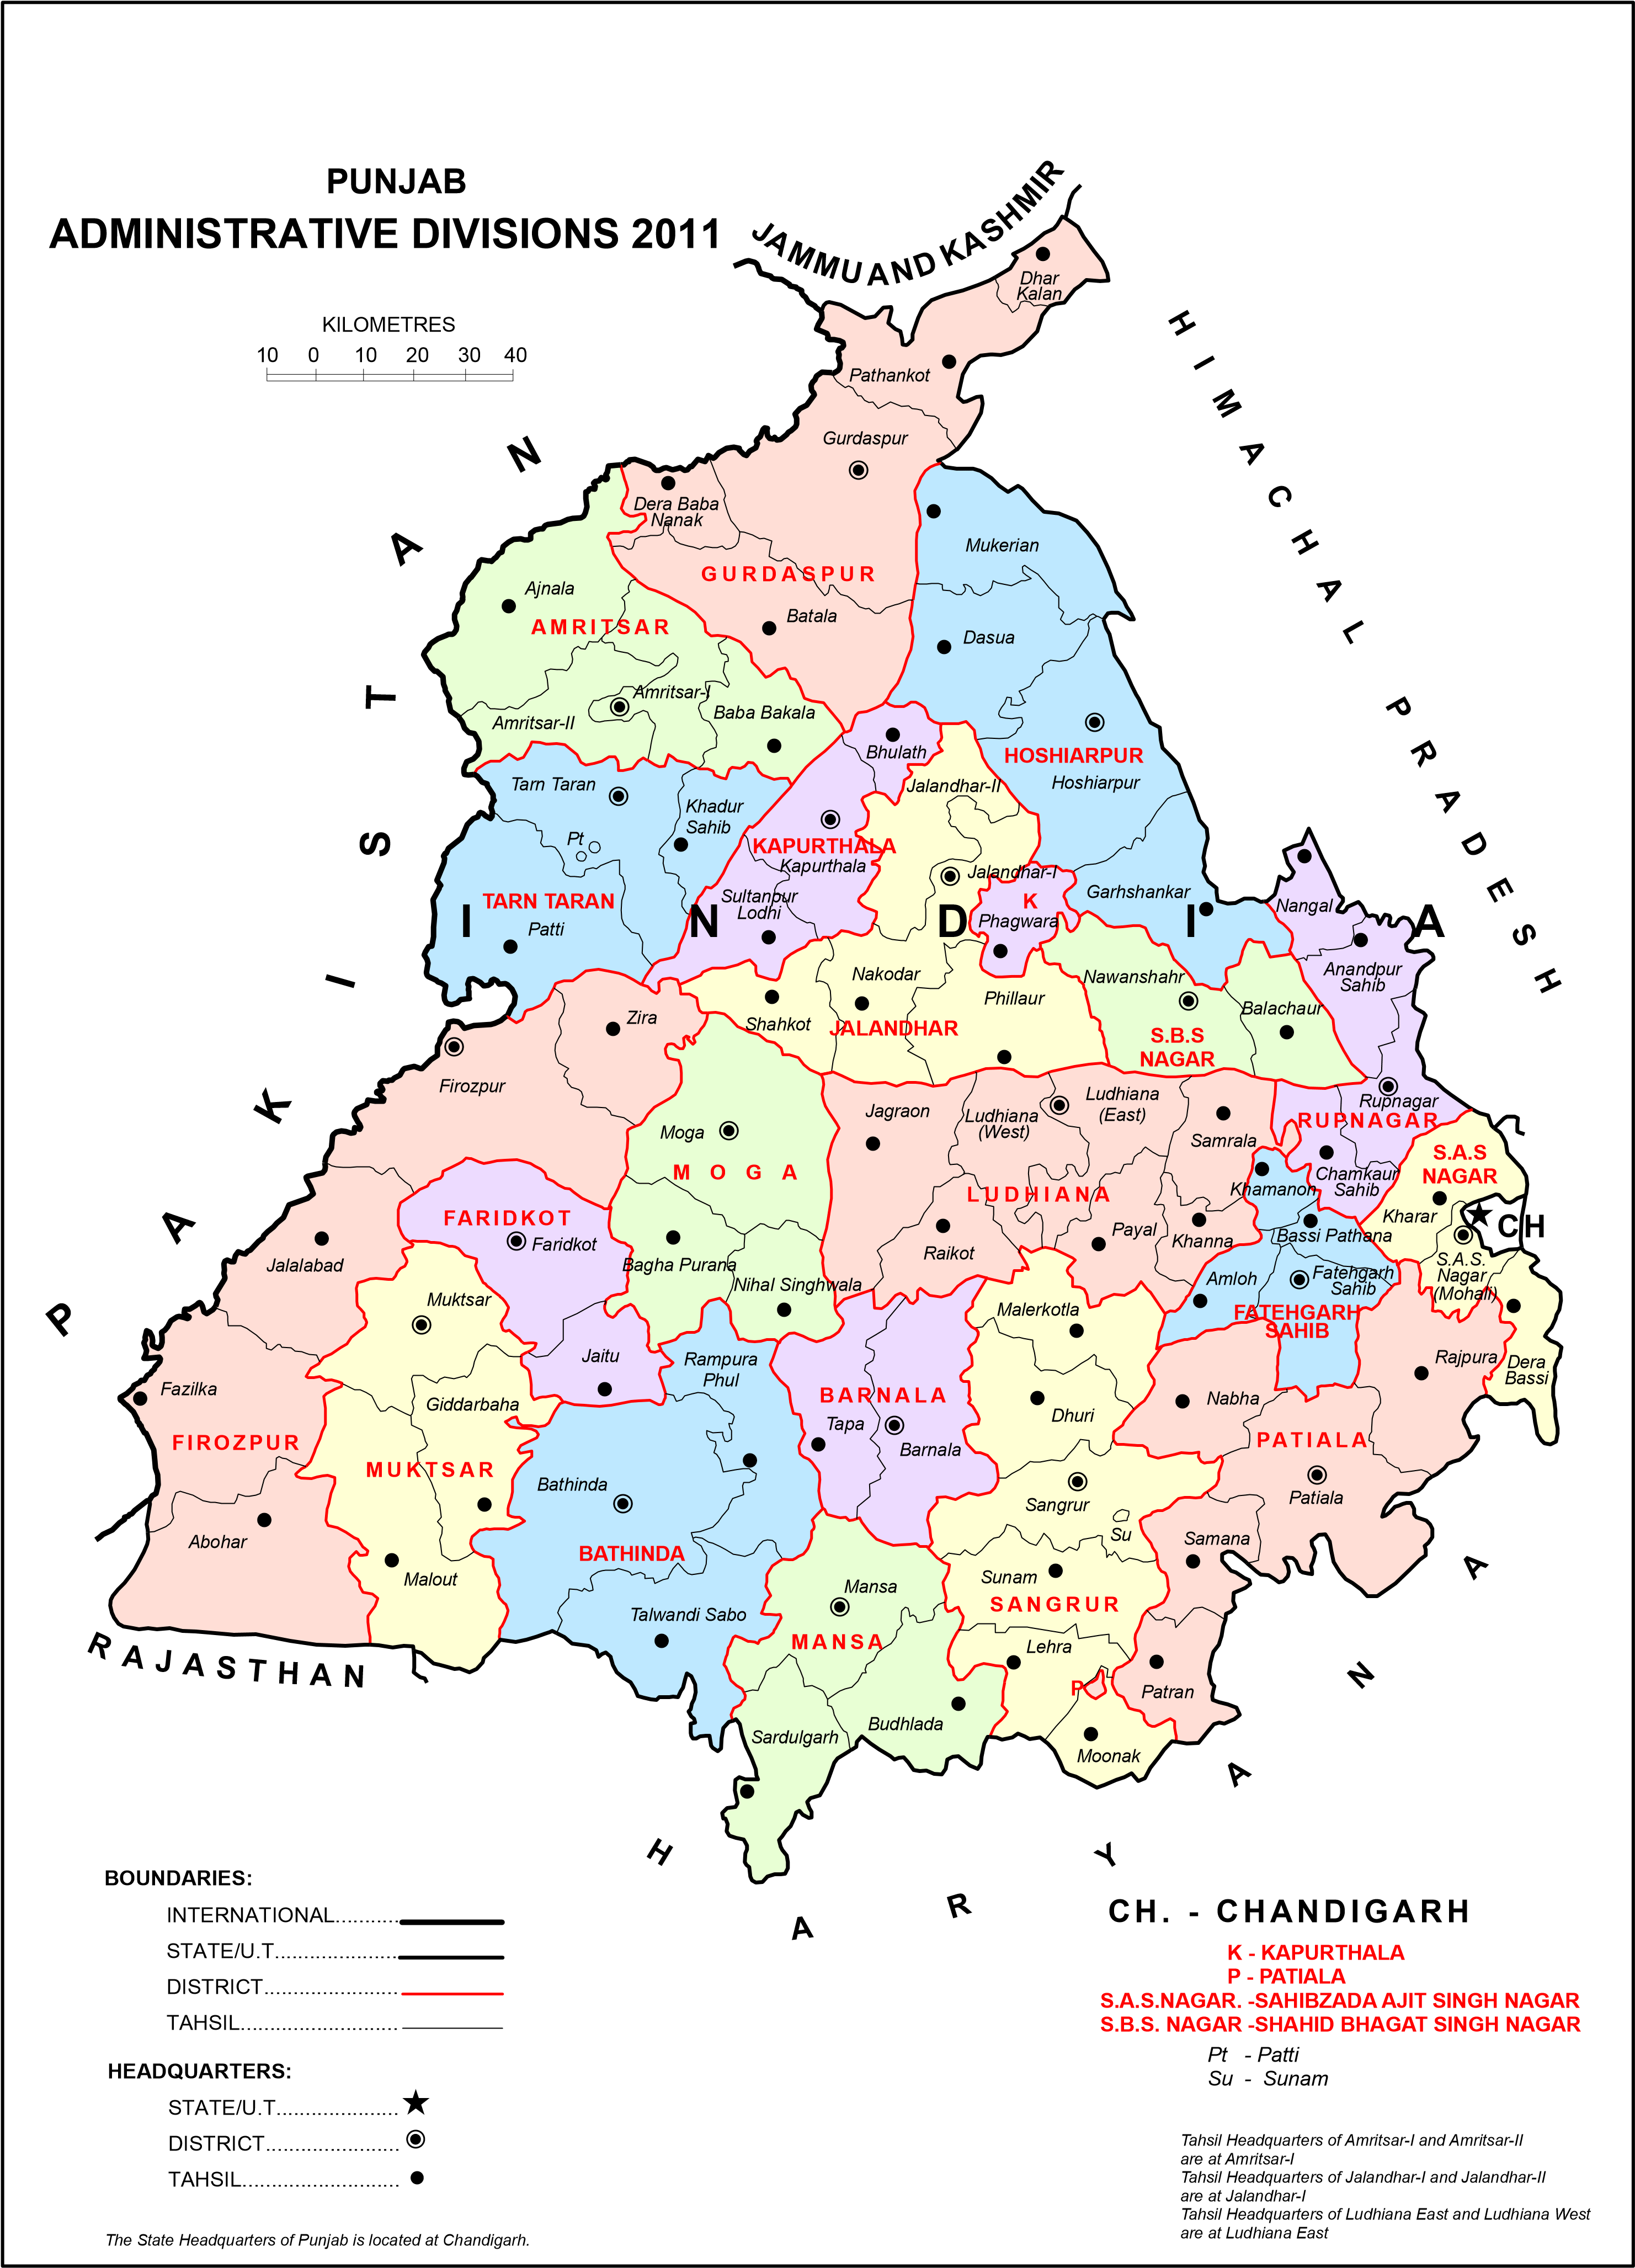 PUNJAB
ADMINISTRATIVE DIVISIONS 2011
KILOMETRES
10 0 10 20 30 40
JAMMU AND KASHMIR
HIMACHAL PRADESH
PAKISTAN
INDIA
RAJASTHAN
HARYANA
Dhar
Kalan
Pathankot
Gurdaspur
Dera Baba
Nanak
GURDASPUR
Batala
Mukerian
Dasua
Ajnala
AMRITSAR
Amritsar-I
Amritsar-II
Baba Bakala
Bhulath
HOSHIARPUR
Hoshiarpur
Jalandhar-II
Tarn Taran
Khadur
Sahib
Pt
KAPURTHALA
Kapurthala
Jalandhar-I
K
Phagwara
Garhshankar
Nangal
TARN TARAN
Patti
Sultanpur
Lodhi
Anandpur
Sahib
Nakodar
Phillaur
Nawanshahr
Balachaur
Zira
Shahkot
JALANDHAR
S.B.S
NAGAR
Firozpur
Rupnagar
RUPNAGAR
Jagraon
Ludhiana
(West)
Ludhiana
(East)
Samrala
Moga
MOGA
S.A.S
NAGAR
Chamkaur
Sahib
Khamanon
LUDHIANA
FARIDKOT
Faridkot
Kharar
CH
Raikot
Payal
Khanna
Bassi Pathana
Jalalabad
Bagha Purana
Nihal Singhwala
Amloh
Fatehgarh
Sahib
S.A.S.
Nagar
(Mohali)
Muktsar
Malerkotla
FATEHGARH
SAHIB
Jaitu
Rampura
Phul
Rajpura
Dera
Bassi
Fazilka
Giddarbaha
BARNALA
Nabha
Tapa
Barnala
Dhuri
FIROZPUR
MUKTSAR
PATIALA
Bathinda
Sangrur
Patiala
Abohar
Su
Samana
BATHINDA
Malout
Mansa
Sunam
SANGRUR
Talwandi Sabo
MANSA
Lehra
P
Patran
Sardulgarh
Budhlada
Moonak
BOUNDARIES:
INTERNATIONAL...........
STATE/U.T....................
DISTRICT......................
TAHSIL..........................
HEADQUARTERS:
STATE/U.T....................
DISTRICT......................
TAHSIL..........................
The State Headquarters of Punjab is located at Chandigarh.
CH. - CHANDIGARH
K - KAPURTHALA
P - PATIALA
S.A.S.NAGAR. -SAHIBZADA AJIT SINGH NAGAR
S.B.S. NAGAR -SHAHID BHAGAT SINGH NAGAR
Pt - Patti
Su - Sunam
Tahsil Headquarters of Amritsar-I and Amritsar-II
are at Amritsar-I
Tahsil Headquarters of Jalandhar-I and Jalandhar-II
are at Jalandhar-I
Tahsil Headquarters of Ludhiana East and Ludhiana West
are at Ludhiana East